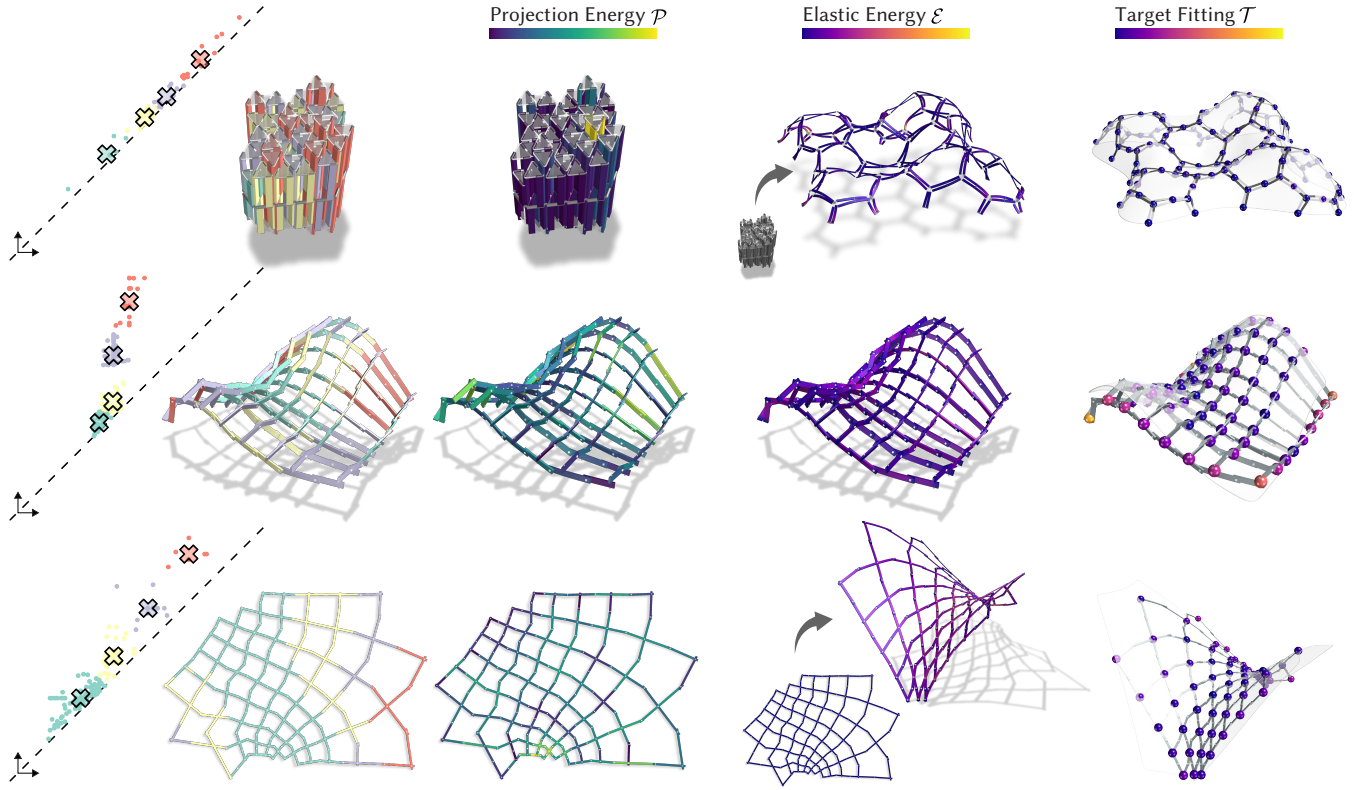 Projection Energy 𝒫
Elastic Energy ℰ
Target Fitting 𝒯